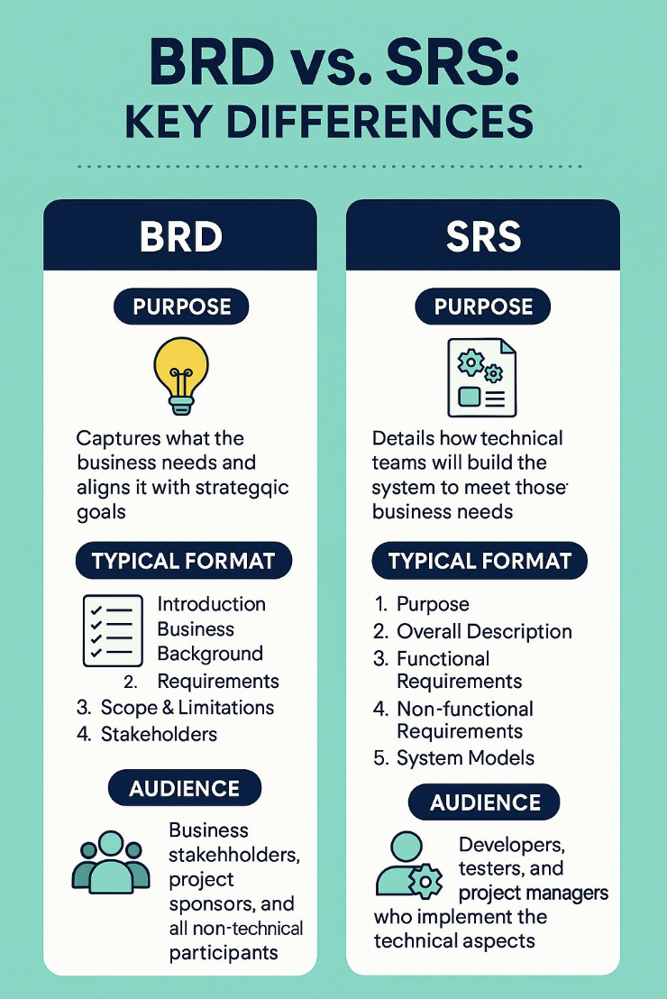 BRD vs. SRS:
KEY DIFFERENCES
BRD
PURPOSE
Captures what the
business needs and
aligns it with strategqic
goals
TYPICAL FORMAT
Introduction
Business
Background
2. Requirements
3. Scope & Limitations
4. Stakeholders
AUDIENCE
Business
stakehholders,
project
sponsors, and
all non-technical
participants
SRS
PURPOSE
Details how technical
teams will build the
system to meet those
business needs
TYPICAL FORMAT
1. Purpose
2. Overall Description
3. Functional
Requirements
4. Non-functional
Requirements
5. System Models
AUDIENCE
Developers,
testers, and
project managers
who implement the
technical aspects